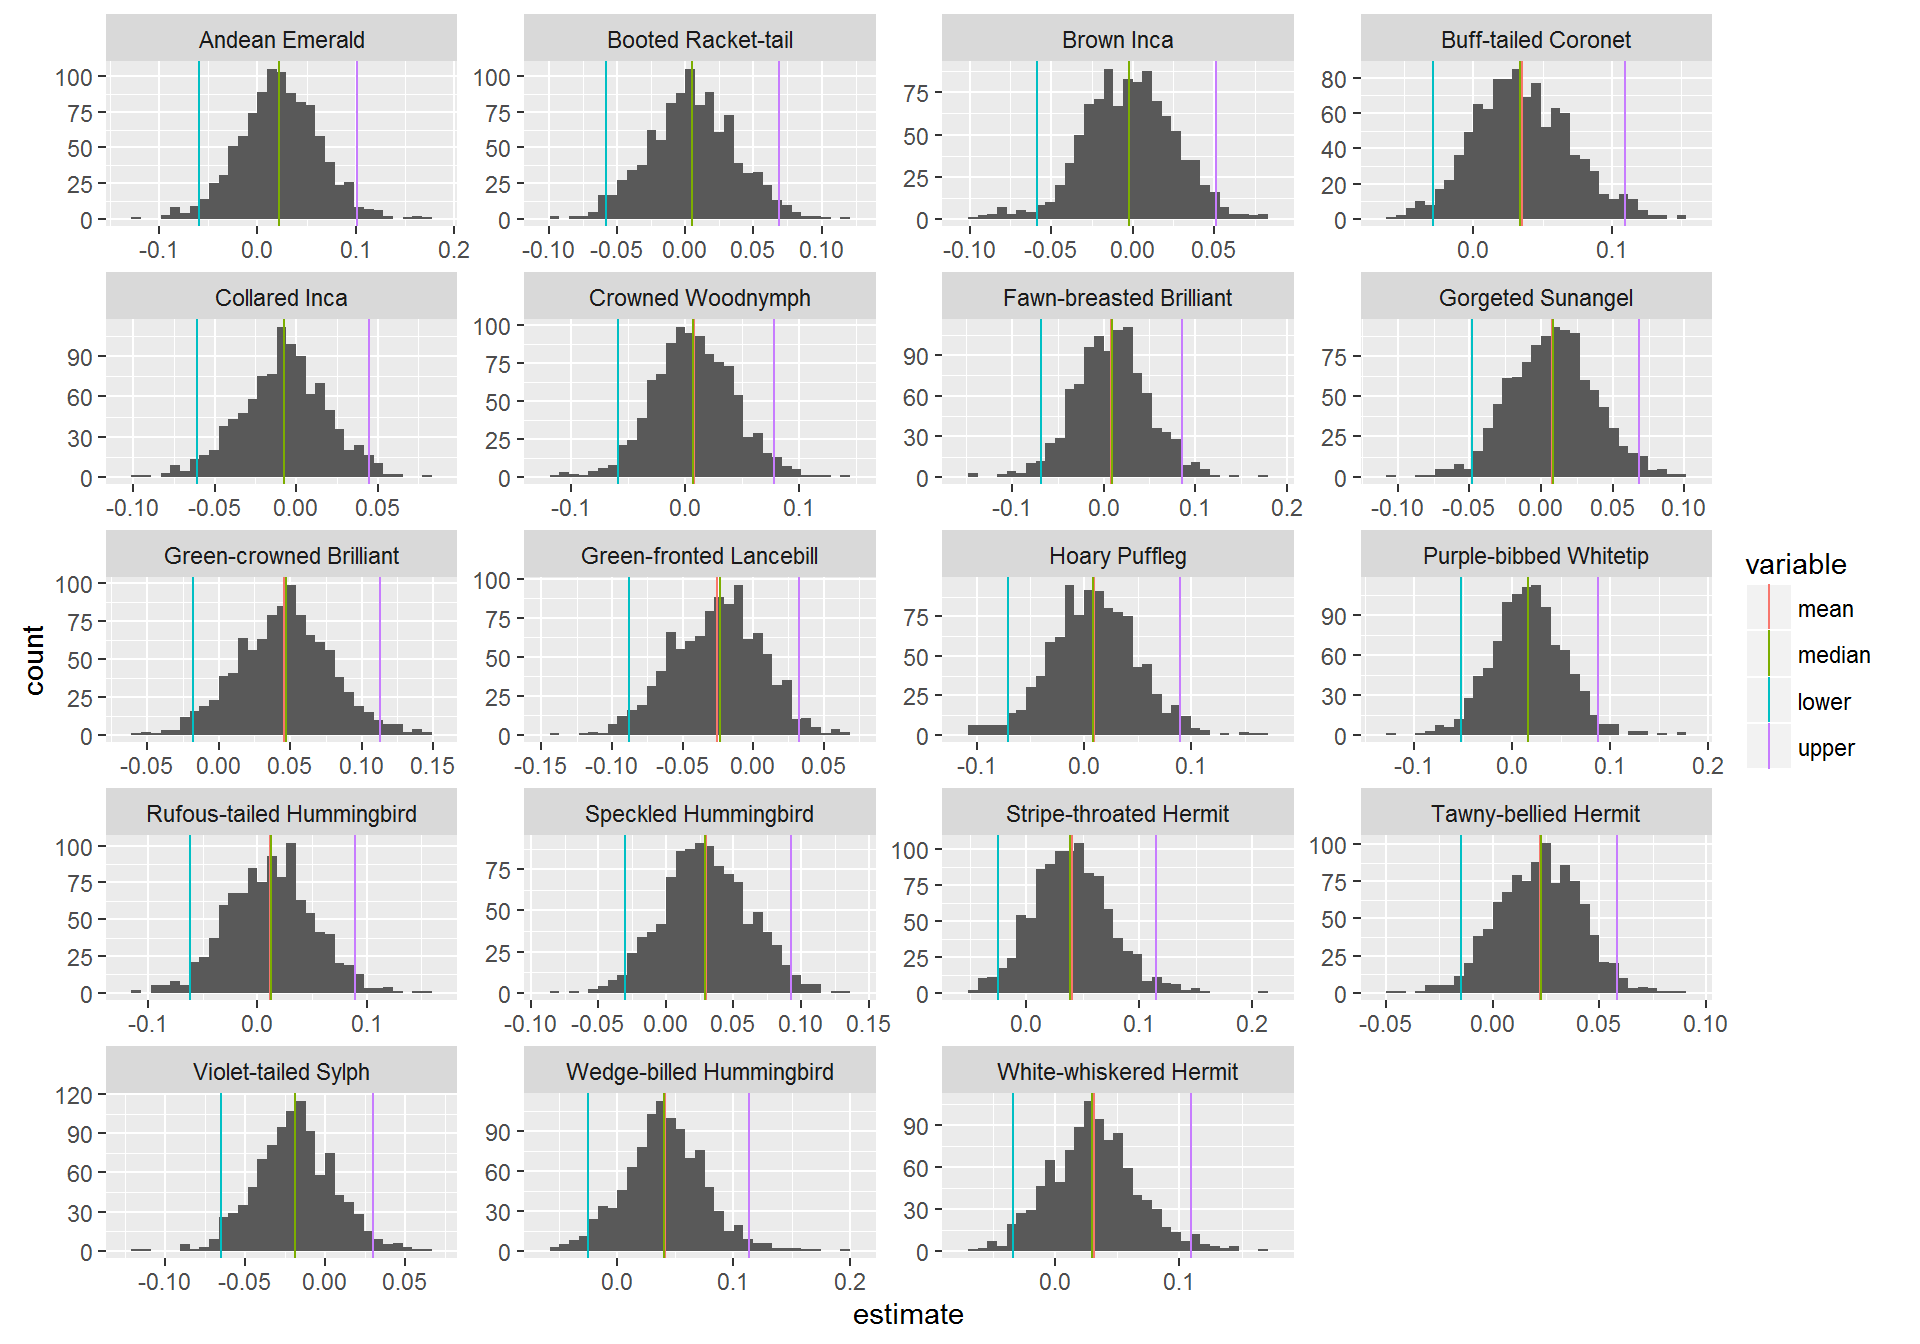 Andean Emerald
Booted Racket-tail
Brown Inca
Buff-tailed Coronet
100
75
50
25
0
100
75
50
25
0
75
50
25
0
80
60
40
20
0
-0.1 0.0 0.1 0.2
-0.10 -0.05 0.00 0.05 0.10
-0.10 -0.05 0.00 0.05
0.0 0.1
Collared Inca
Crowned Woodnymph
Fawn-breasted Brilliant
Gorgeted Sunangel
90
60
30
0
100
75
50
25
0
90
60
30
0
75
50
25
0
-0.10 -0.05 0.00 0.05
-0.1 0.0 0.1
-0.1 0.0 0.1 0.2
-0.10 -0.05 0.00 0.05 0.10
Green-crowned Brilliant
Green-fronted Lancebill
Hoary Puffleg
Purple-bibbed Whitetip
100
75
50
25
0
100
75
50
25
0
75
50
25
0
90
60
30
0
-0.05 0.00 0.05 0.10 0.15
-0.15 -0.10 -0.05 0.00 0.05
-0.1 0.0 0.1
-0.1 0.0 0.1 0.2
Rufous-tailed Hummingbird
Speckled Hummingbird
Stripe-throated Hermit
Tawny-bellied Hermit
100
75
50
25
0
75
50
25
0
100
75
50
25
0
100
75
50
25
0
-0.1 0.0 0.1
-0.10 -0.05 0.00 0.05 0.10 0.15
0.0 0.1 0.2
-0.05 0.00 0.05 0.10
Violet-tailed Sylph
Wedge-billed Hummingbird
White-whiskered Hermit
120
90
60
30
0
90
60
30
0
90
60
30
0
-0.10 -0.05 0.00 0.05
0.0 0.1 0.2
0.0 0.1
count
estimate
variable
mean
median
lower
upper